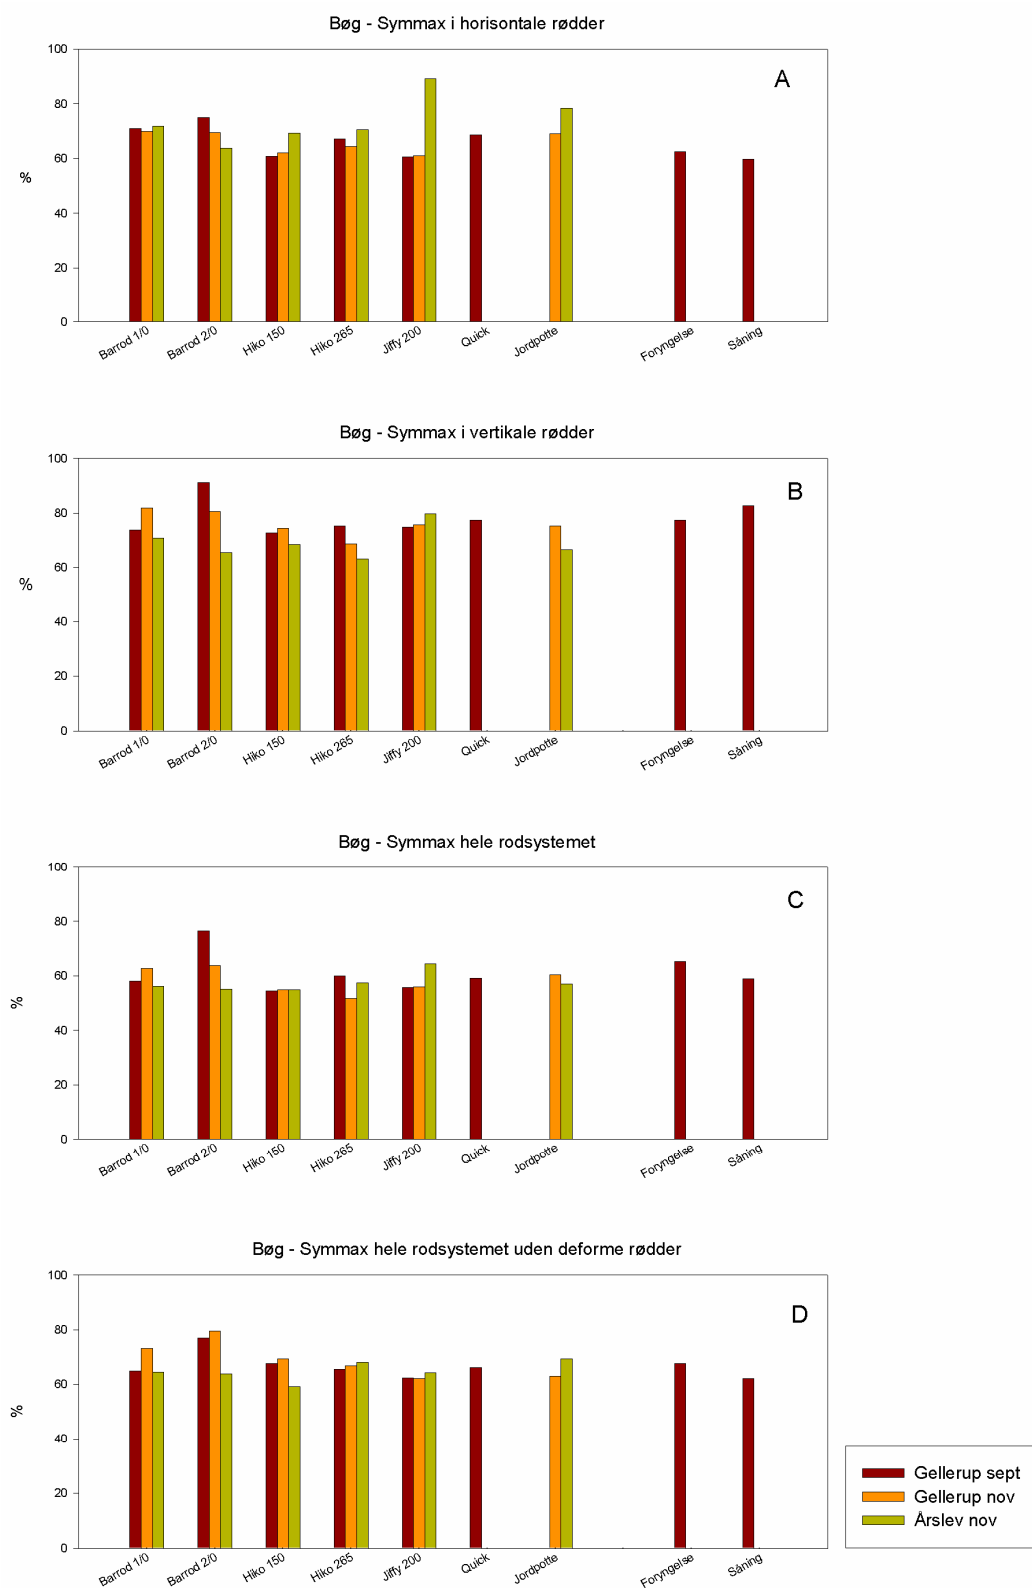 Bøg - Symmax i horisontale rødder
100
80
60
40
20
0
%
A
Barrod 1/0
Barrod 2/0
Hiko 150
Hiko 265
Jiffy 200
Quick
Jordpotte
Foryngelse
Såning
Bøg - Symmax i vertikale rødder
100
80
60
40
20
0
%
B
Barrod 1/0
Barrod 2/0
Hiko 150
Hiko 265
Jiffy 200
Quick
Jordpotte
Foryngelse
Såning
Bøg - Symmax hele rodsystemet
100
80
60
40
20
0
%
C
Barrod 1/0
Barrod 2/0
Hiko 150
Hiko 265
Jiffy 200
Quick
Jordpotte
Foryngelse
Såning
Bøg - Symmax hele rodsystemet uden deforme rødder
100
80
60
40
20
0
%
D
Barrod 1/0
Barrod 2/0
Hiko 150
Hiko 265
Jiffy 200
Quick
Jordpotte
Foryngelse
Såning
Gellerup sept
Gellerup nov
Årslev nov